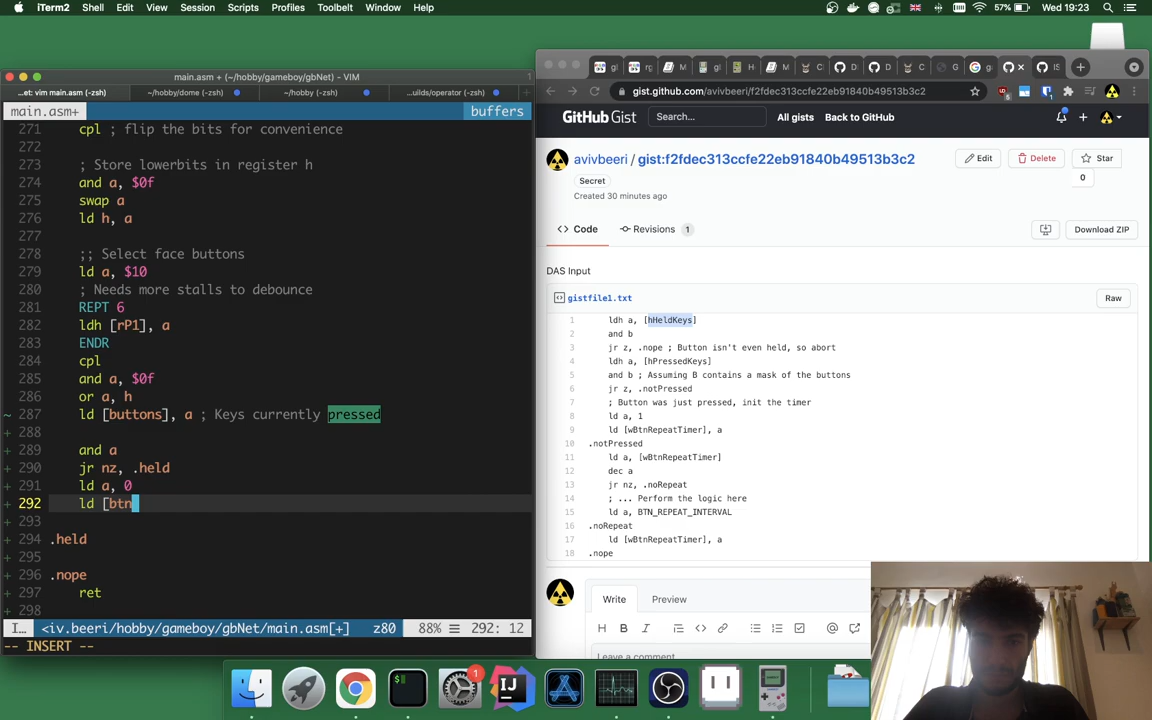 iTerm2 Shell Edit View Session Scripts Profiles Toolbelt Window Help
57% Wed 19:23
main.asm + (~/hobby/gameboy/gbNet) - VIM
1
...et: vim main.asm (-zsh) ~/hobby/dome (-zsh) ~/hobby (-zsh) ...uilds/operator (-zsh)
main.asm+ buffers
271 cpl ; flip the bits for convenience
272
273 ; Store lowerbits in register h
274 and a, $0f
275 swap a
276 ld h, a
277
278 ;; Select face buttons
279 ld a, $10
280 ; Needs more stalls to debounce
281 REPT 6
282 ldh [rP1], a
283 ENDR
284 cpl
285 and a, $0f
286 or a, h
~ 287 ld [buttons], a ; Keys currently pressed
+ 288
+ 289 and a
+ 290 jr nz, .held
+ 291 ld a, 0
+ 292 ld [btn
+ 293
+ 294 .held
+ 295
+ 296 .nope
+ 297 ret
+ 298
I... <iv.beeri/hobby/gameboy/gbNet/main.asm[+] z80 88% ☰ 292: 12
-- INSERT --
gist.github.com/avivbeeri/f2fdec313ccfe22eb91840b49513b3c2
GitHub Gist Search... All gists Back to GitHub
avivbeeri / gist:f2fdec313ccfe22eb91840b49513b3c2
Edit Delete Star
0
Secret
Created 30 minutes ago
Code Revisions 1 Download ZIP
DAS Input
gistfile1.txt Raw
1 ldh a, [hHeldKeys]
2 and b
3 jr z, .nope ; Button isn't even held, so abort
4 ldh a, [hPressedKeys]
5 and b ; Assuming B contains a mask of the buttons
6 jr z, .notPressed
7 ; Button was just pressed, init the timer
8 ld a, 1
9 ld [wBtnRepeatTimer], a
10 .notPressed
11 ld a, [wBtnRepeatTimer]
12 dec a
13 jr nz, .noRepeat
14 ; ... Perform the logic here
15 ld a, BTN_REPEAT_INTERVAL
16 .noRepeat
17 ld [wBtnRepeatTimer], a
18 .nope
Write Preview
H B I
Leave a comment